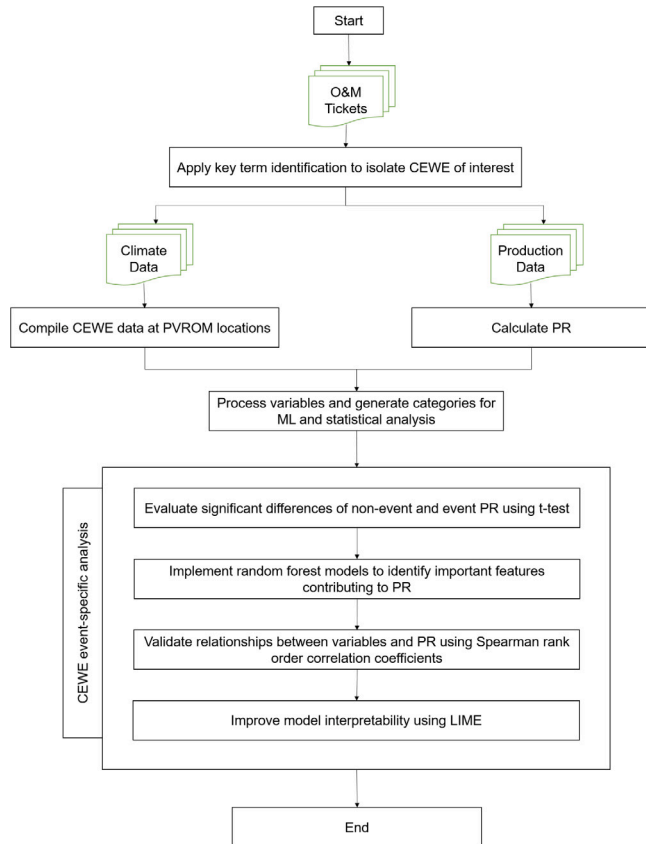 Start
O&M
Tickets
Apply key term identification to isolate CEWE of interest
Climate
Data
Production
Data
Compile CEWE data at PVROM locations
Calculate PR
Process variables and generate categories for
ML and statistical analysis
CEWE event-specific analysis
Evaluate significant differences of non-event and event PR using t-test
Implement random forest models to identify important features
contributing to PR
Validate relationships between variables and PR using Spearman rank
order correlation coefficients
Improve model interpretability using LIME
End